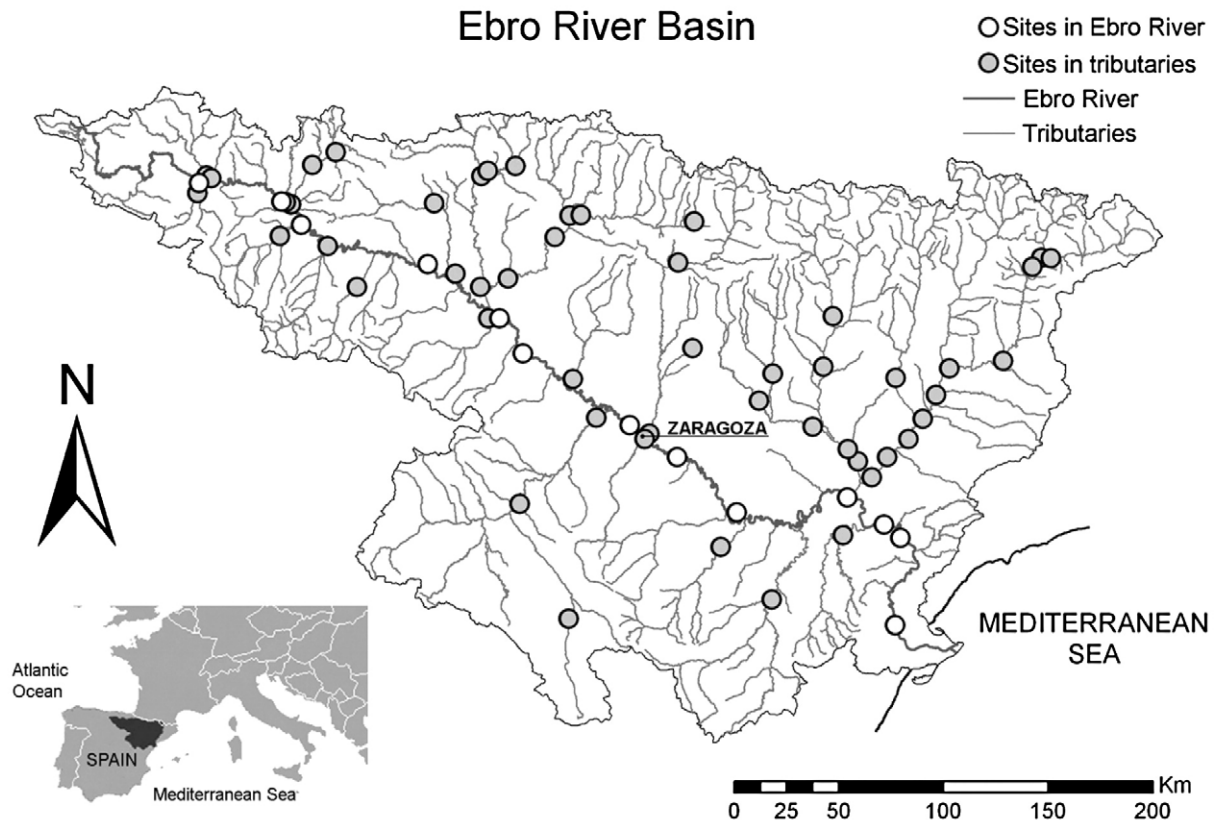 Ebro River Basin
Sites in Ebro River
Sites in tributaries
Ebro River
Tributaries
ZARAGOZA
N
MEDITERRANEAN
SEA
Atlantic
Ocean
SPAIN
Mediterranean Sea
Km
0 25 50 100 150 200